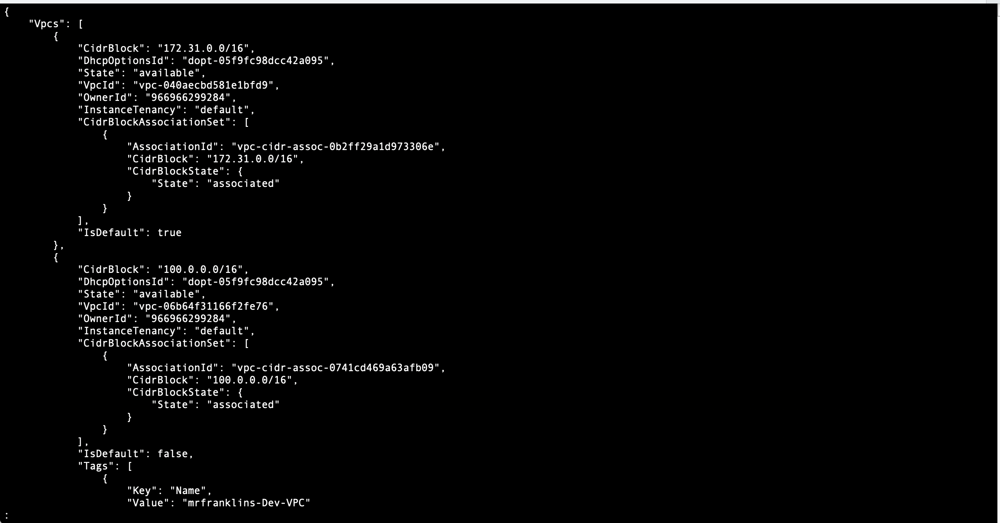 {
    "Vpcs": [
        {
            "CidrBlock": "172.31.0.0/16",
            "DhcpOptionsId": "dopt-05f9fc98dcc42a095",
            "State": "available",
            "VpcId": "vpc-040aecbd581e1bfd9",
            "OwnerId": "966966299284",
            "InstanceTenancy": "default",
            "CidrBlockAssociationSet": [
                {
                    "AssociationId": "vpc-cidr-assoc-0b2ff29a1d973306e",
                    "CidrBlock": "172.31.0.0/16",
                    "CidrBlockState": {
                        "State": "associated"
                    }
                }
            ],
            "IsDefault": true
        },
        {
            "CidrBlock": "100.0.0.0/16",
            "DhcpOptionsId": "dopt-05f9fc98dcc42a095",
            "State": "available",
            "VpcId": "vpc-06b64f31166f2fe76",
            "OwnerId": "966966299284",
            "InstanceTenancy": "default",
            "CidrBlockAssociationSet": [
                {
                    "AssociationId": "vpc-cidr-assoc-0741cd469a63afb09",
                    "CidrBlock": "100.0.0.0/16",
                    "CidrBlockState": {
                        "State": "associated"
                    }
                }
            ],
            "IsDefault": false,
            "Tags": [
                {
                    "Key": "Name",
                    "Value": "mrfranklins-Dev-VPC"
: